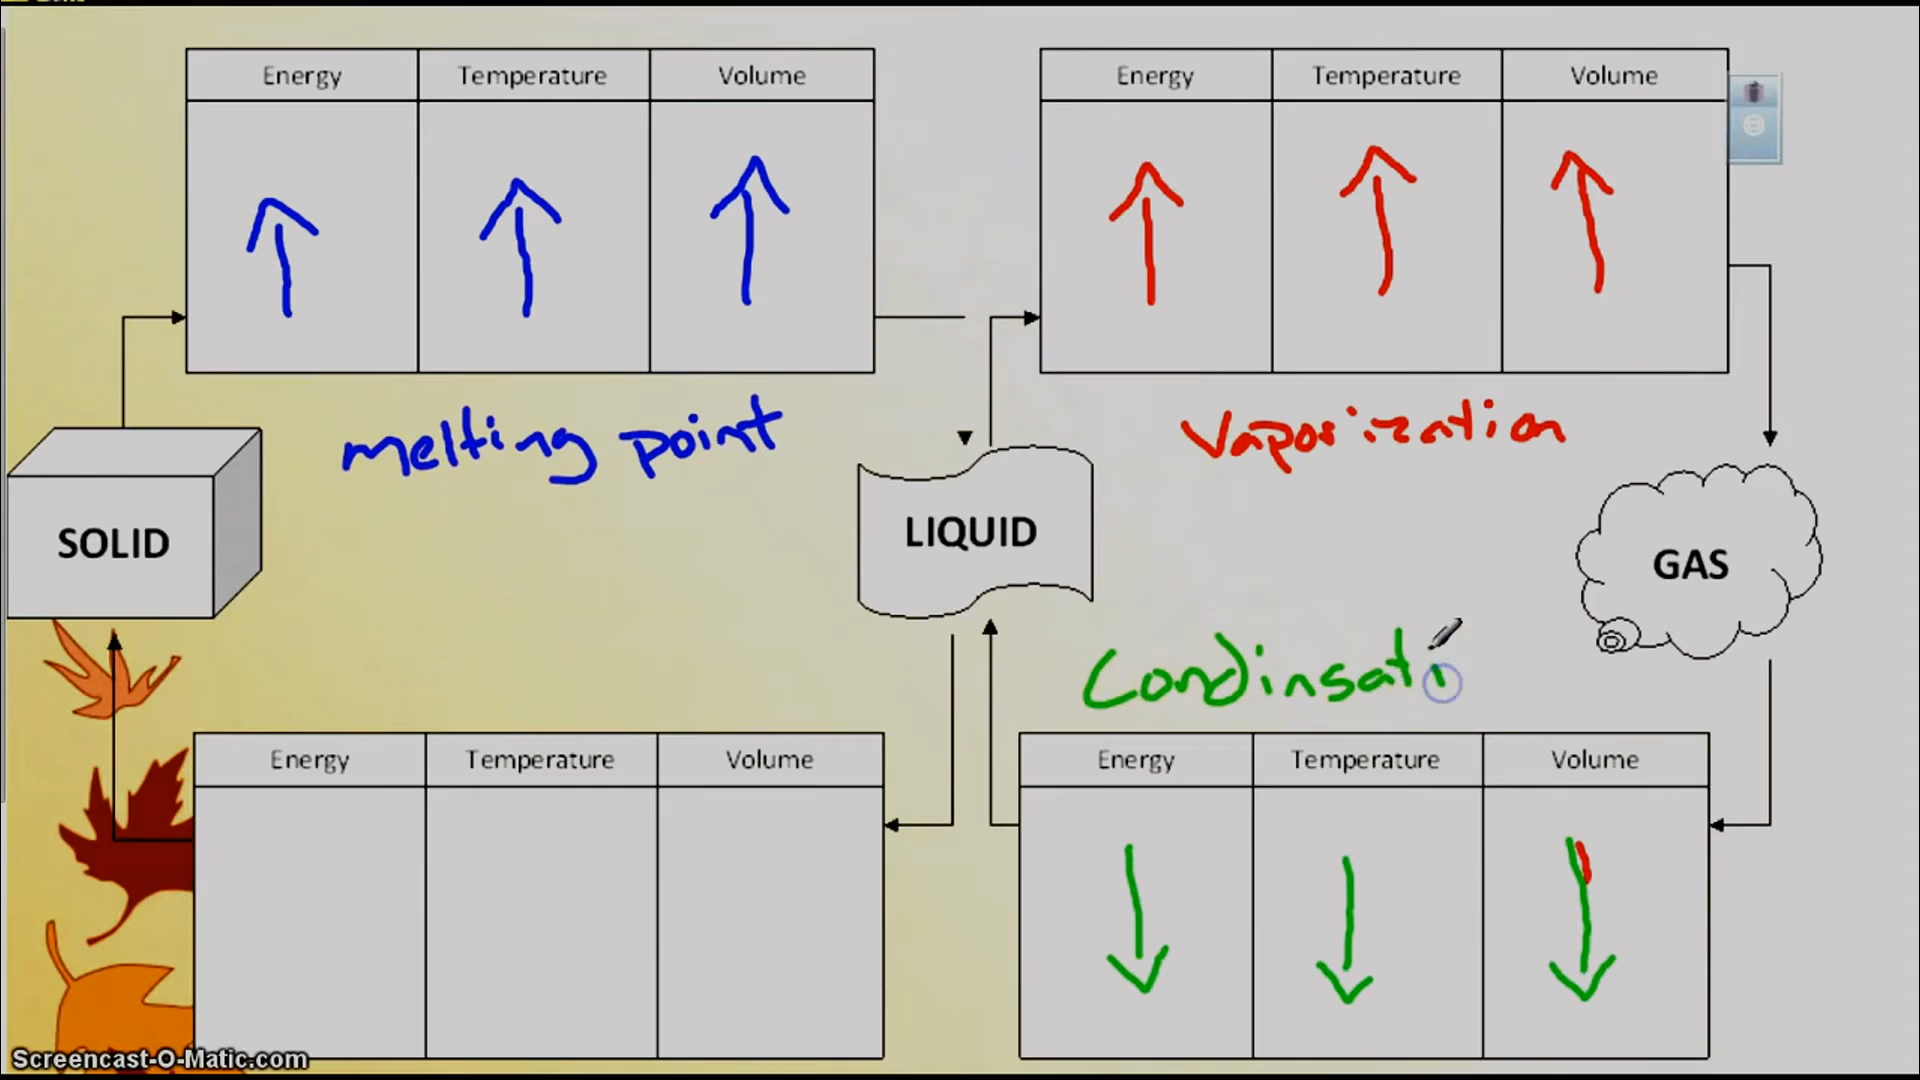 Energy Temperature Volume
Energy Temperature Volume
melting point
Vaporization
SOLID
LIQUID
GAS
Condinsati
Energy Temperature Volume
Energy Temperature Volume
Screencast-O-Matic.com